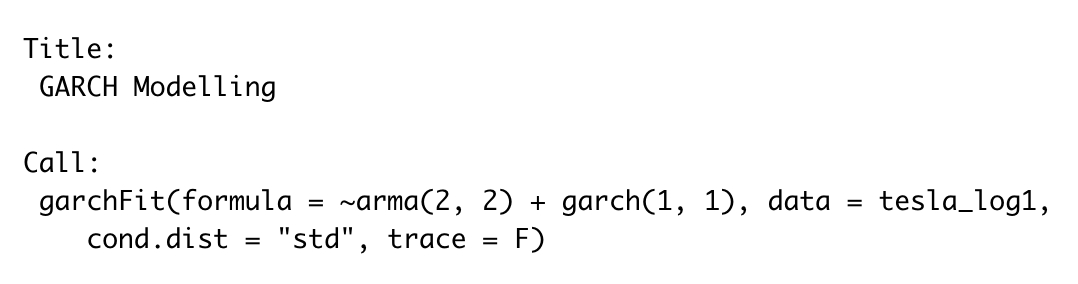 Title:
GARCH Modelling
Call:
garchFit(formula = ~arma(2, 2) + garch(1, 1), data = tesla_log1,
cond.dist = "std", trace = F)